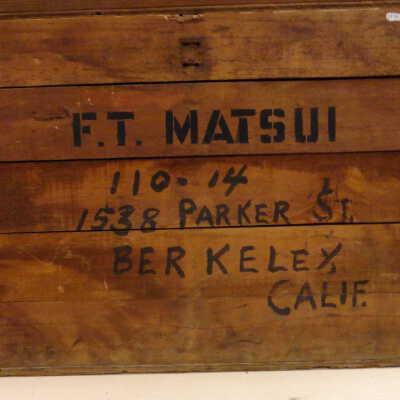 F.T. MATSUI
110-14
1538 PARKER ST.
BERKELEY,
CALIF.